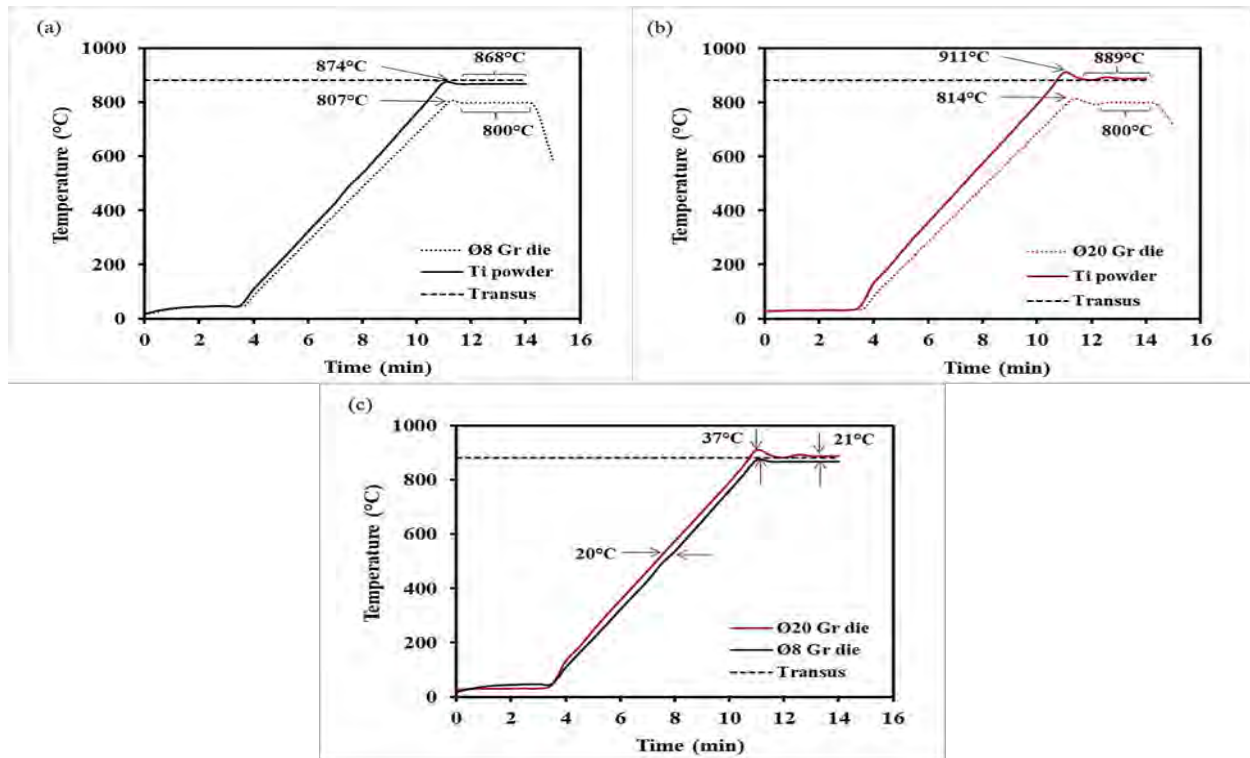 (a)
1000
800
600
400
200
0
Temperature (°C)
874°C
868°C
807°C
800°C
Ø8 Gr die
Ti powder
Transus
0 2 4 6 8 10 12 14 16
Time (min)
(b)
1000
800
600
400
200
0
Temperature (°C)
911°C
889°C
814°C
800°C
Ø20 Gr die
Ti powder
Transus
0 2 4 6 8 10 12 14 16
Time (min)
(c)
1000
800
600
400
200
0
Temperature (°C)
37°C
21°C
20°C
Ø20 Gr die
Ø8 Gr die
Transus
0 2 4 6 8 10 12 14 16
Time (min)